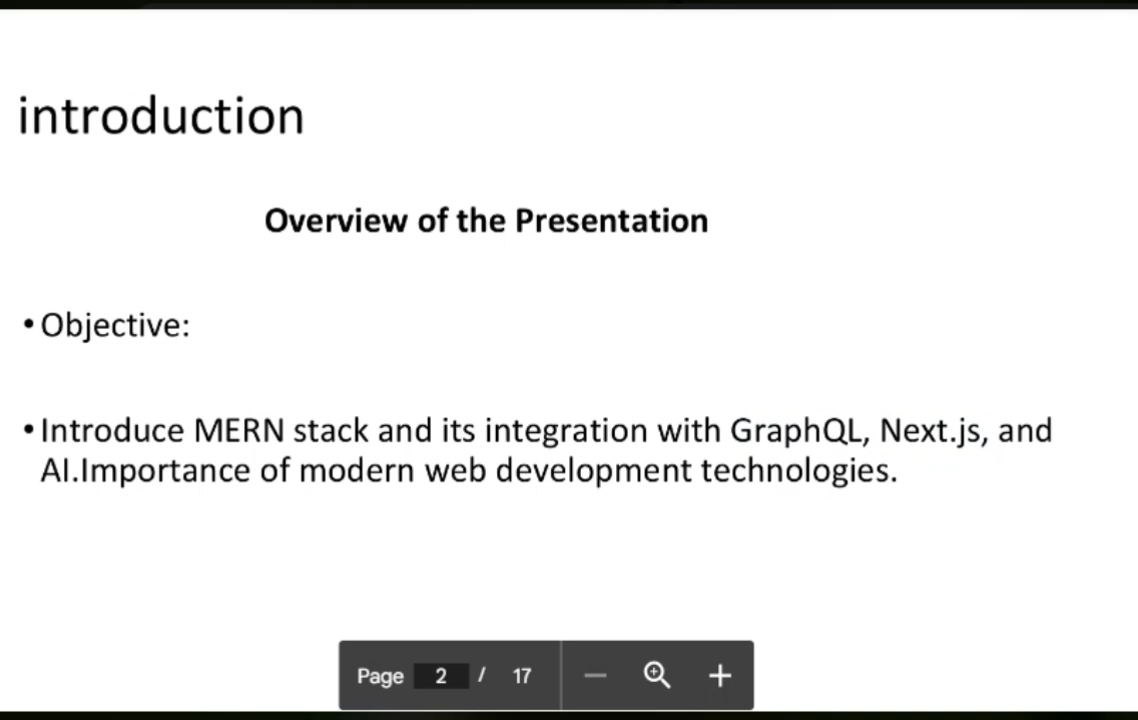 introduction
Overview of the Presentation
• Objective:
• Introduce MERN stack and its integration with GraphQL, Next.js, and
AI.Importance of modern web development technologies.
Page 2 / 17